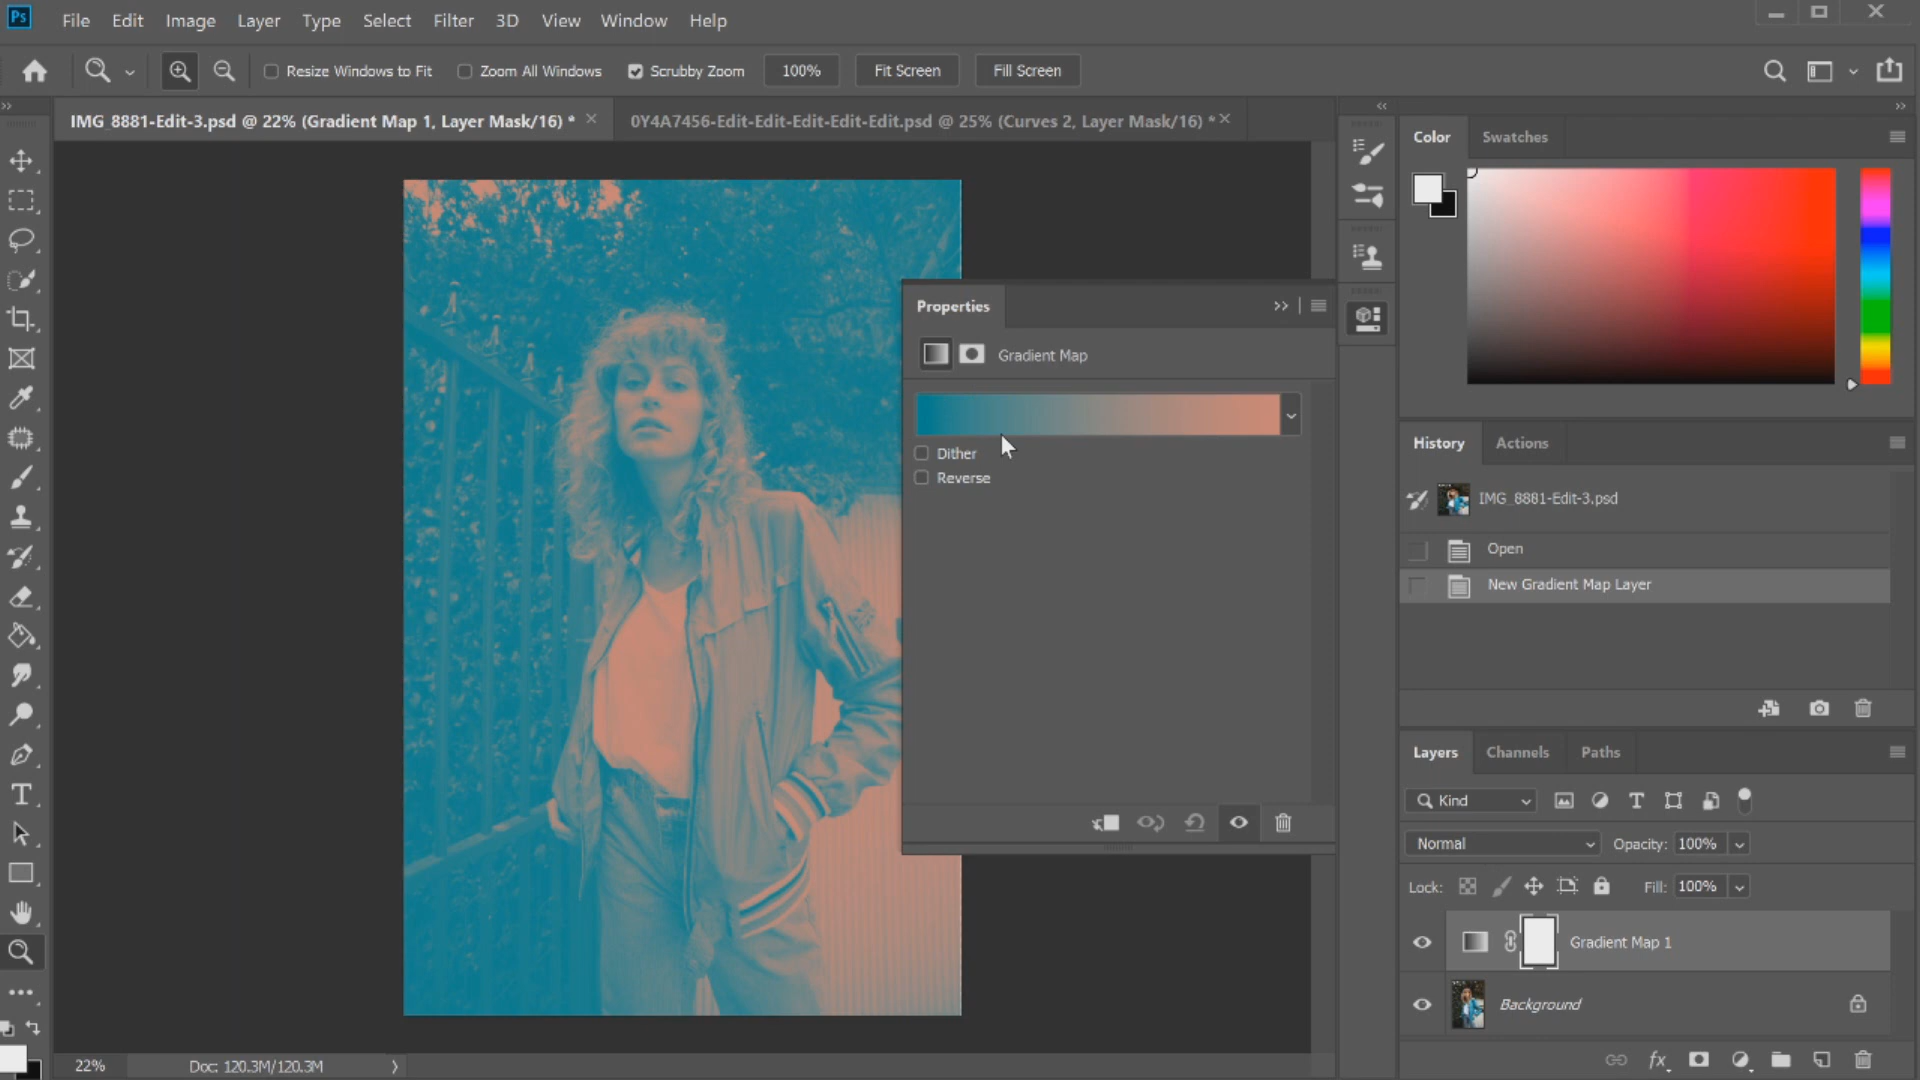 Ps File Edit Image Layer Type Select Filter 3D View Window Help
Resize Windows to Fit Zoom All Windows Scrubby Zoom 100% Fit Screen Fill Screen
IMG_8881-Edit-3.psd @ 22% (Gradient Map 1, Layer Mask/16) * 0Y4A7456-Edit-Edit-Edit-Edit-Edit.psd @ 25% (Curves 2, Layer Mask/16) *
Color Swatches
Properties
Gradient Map
Dither
Reverse
History Actions
IMG_8881-Edit-3.psd
Open
New Gradient Map Layer
Layers Channels Paths
Kind
Normal Opacity: 100%
Lock: Fill: 100%
Gradient Map 1
Background
22% Doc: 120.3M/120.3M